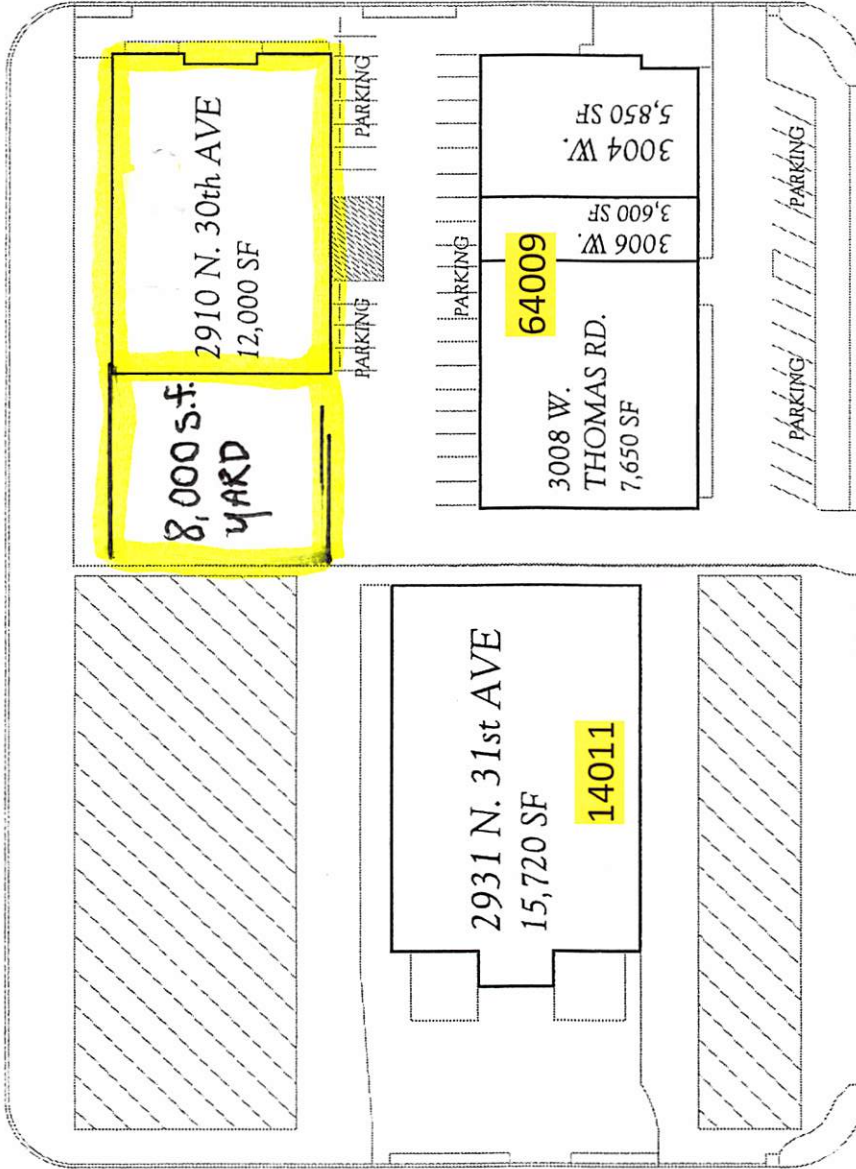 2910 N. 30th AVE
12,000 SF
8,000 s.f.
YARD
PARKING
PARKING
PARKING
3004 W.
5,850 SF
3006 W.
3,600 SF
64009
3008 W.
THOMAS RD.
7,650 SF
PARKING
PARKING
2931 N. 31st AVE
15,720 SF
14011